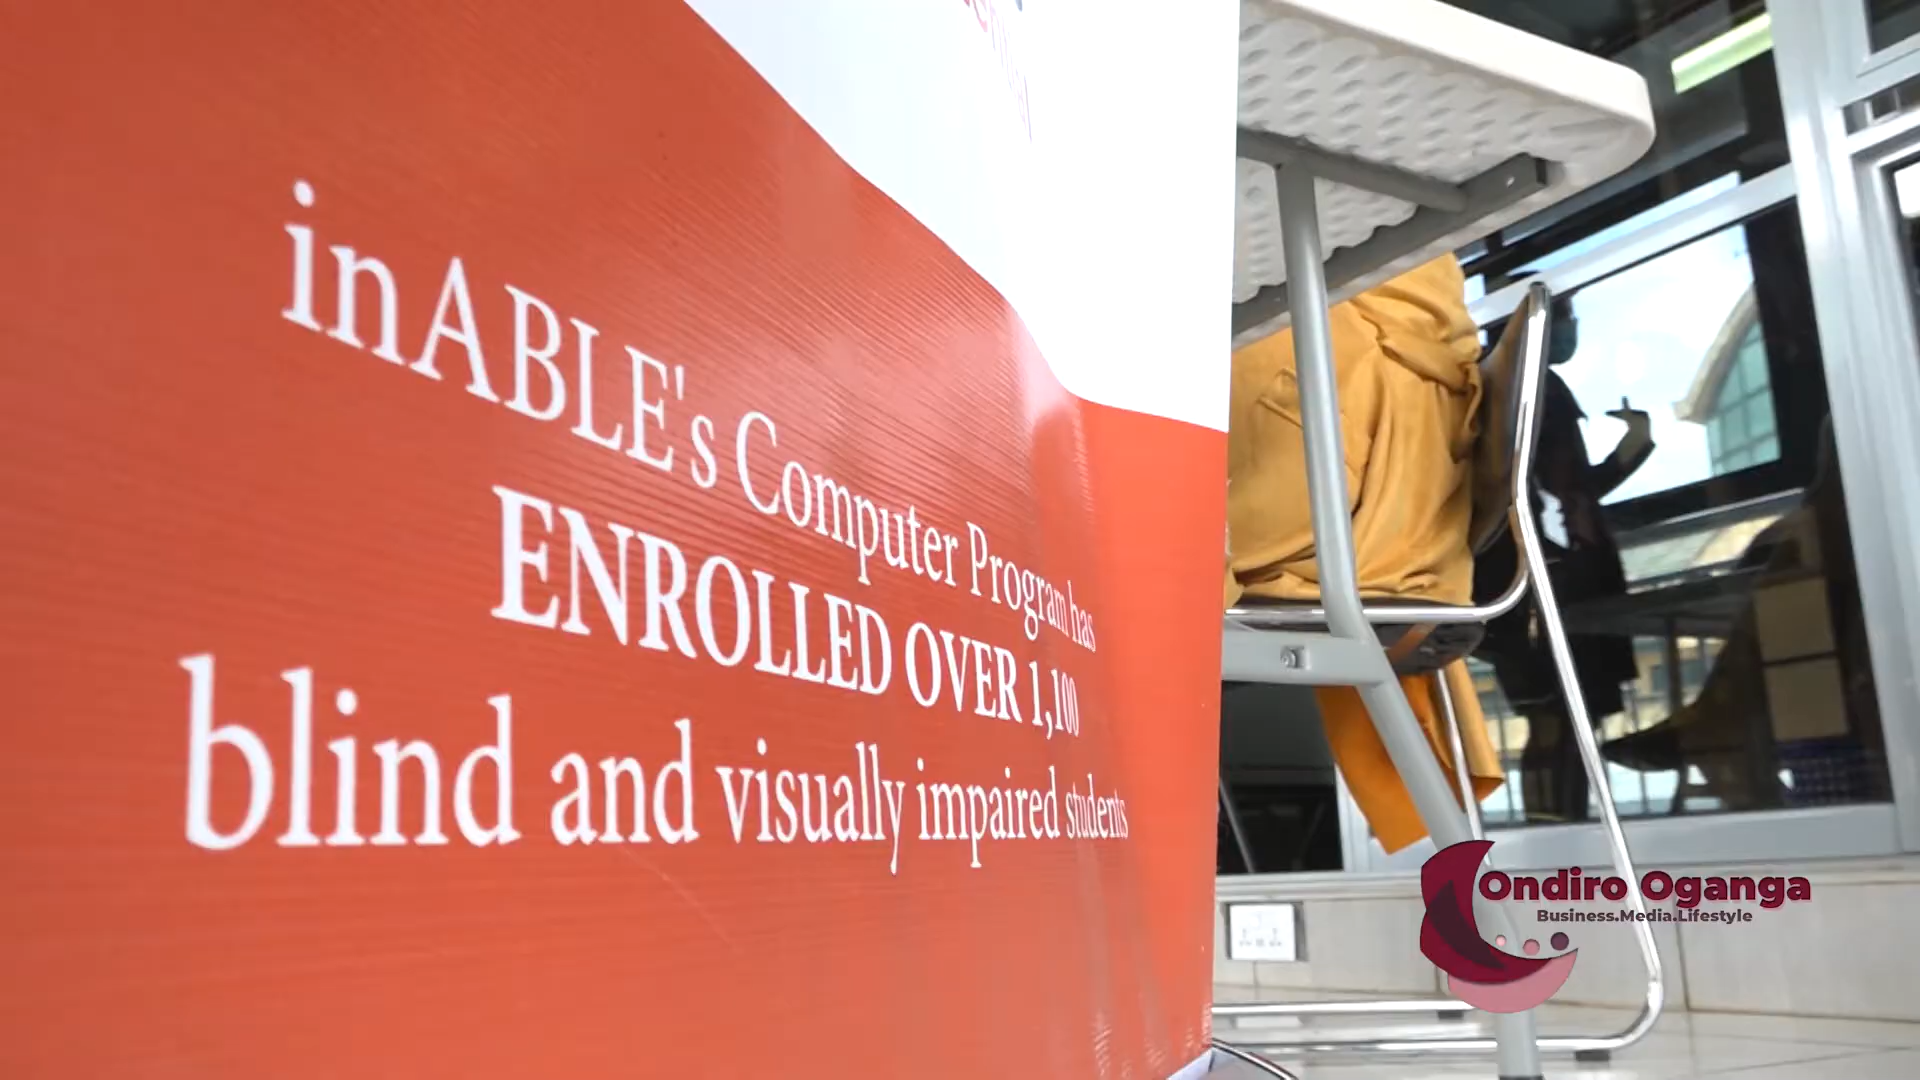 inABLE's Computer Program has
ENROLLED OVER 1,100
blind and visually impaired students
Ondiro Oganga
Business.Media.Lifestyle